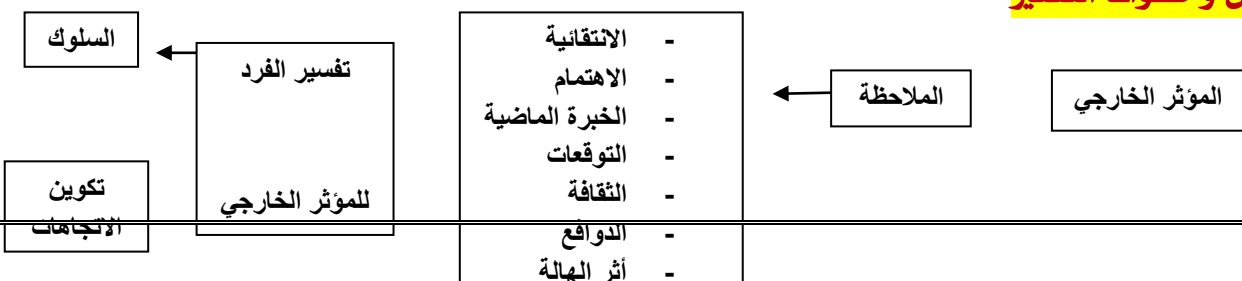 المؤثر الخارجي
الملاحظة
- الانتقائية
- الاهتمام
- الخبرة الماضية
- التوقعات
- الثقافة
- الدوافع
- أثر الهالة
تفسير الفرد
للمؤثر الخارجي
السلوك
تكوين
الاتجاهات